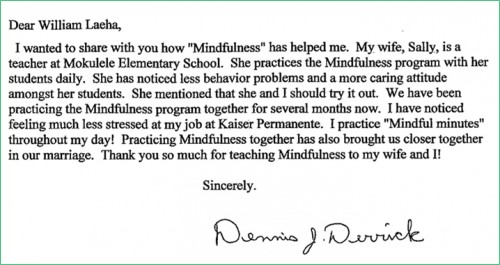 Dear William Laeha,
I wanted to share with you how "Mindfulness" has helped me. My wife, Sally, is a
teacher at Mokulele Elementary School. She practices the Mindfulness program with her
students daily. She has noticed less behavior problems and a more caring attitude
amongst her students. She mentioned that she and I should try it out. We have been
practicing the Mindfulness program together for several months now. I have noticed
feeling much less stressed at my job at Kaiser Permanente. I practice "Mindful minutes"
throughout my day! Practicing Mindfulness together has also brought us closer together
in our marriage. Thank you so much for teaching Mindfulness to my wife and I!
Sincerely.
Dennis J. Derrick